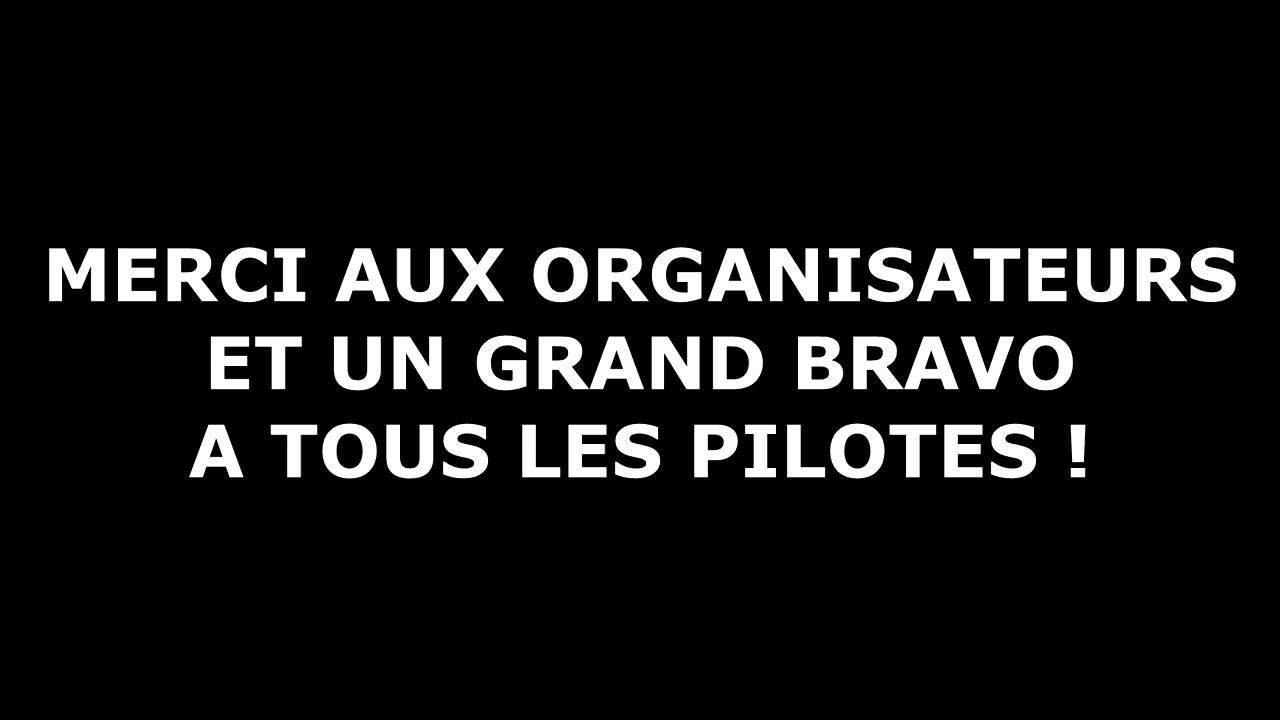 MERCI AUX ORGANISATEURS
ET UN GRAND BRAVO
A TOUS LES PILOTES !